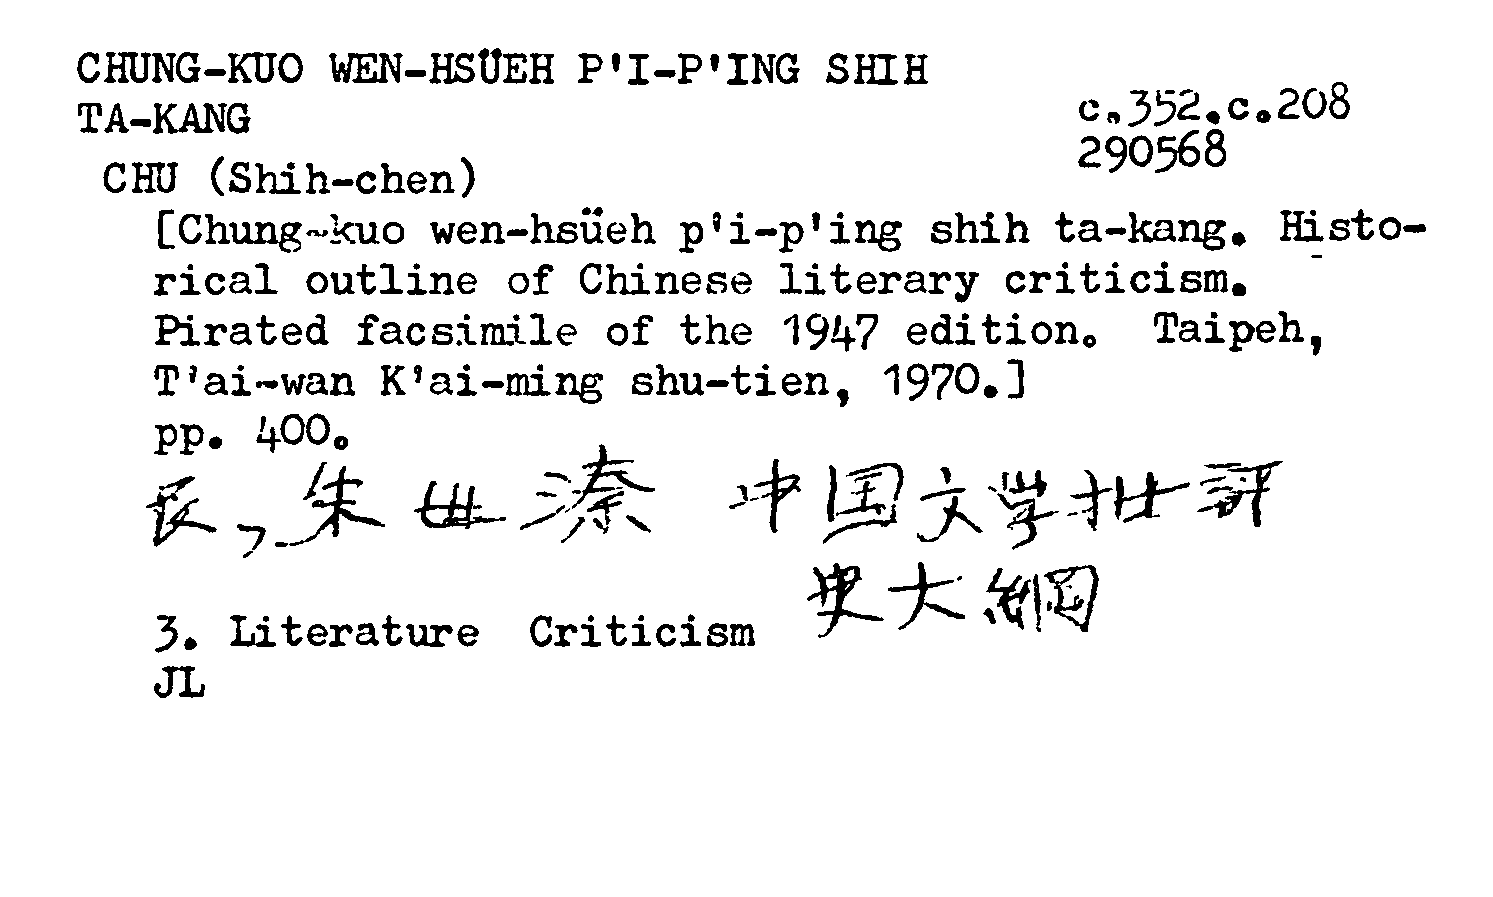 CHUNG-KUO WEN-HSÜEH P'I-P'ING SHIH
TA-KANG
c.352.c.208
290568
CHU (Shih-chen)
[Chung-kuo wen-hsüeh p'i-p'ing shih ta-kang. Histo-
rical outline of Chinese literary criticism.
Pirated facsimile of the 1947 edition. Taipeh,
T'ai-wan K'ai-ming shu-tien, 1970.]
pp. 400.
朱世溱 中国文学批評
史大綱
3. Literature Criticism
JL